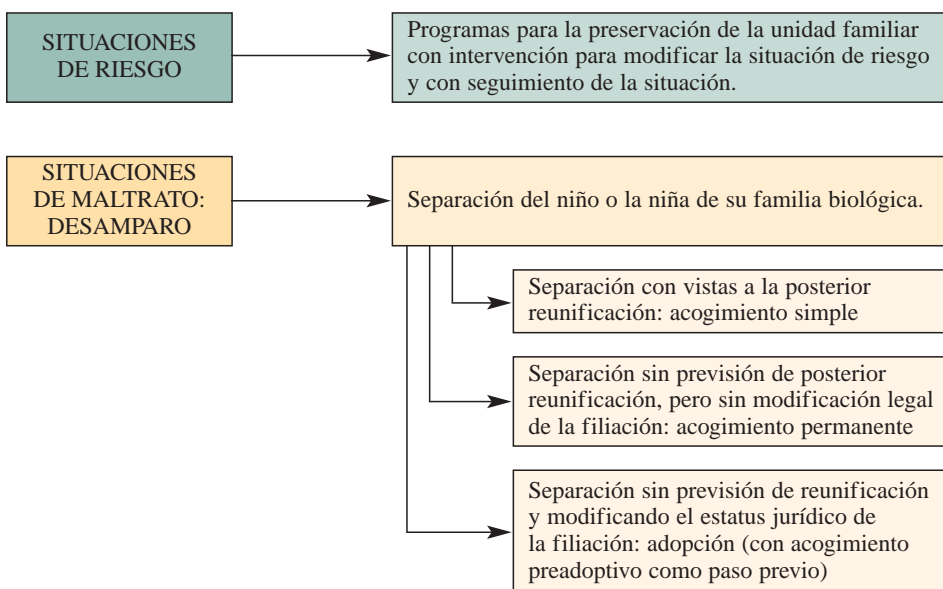 SITUACIONES
DE RIESGO
Programas para la preservación de la unidad familiar
con intervención para modificar la situación de riesgo
y con seguimiento de la situación.
SITUACIONES
DE MALTRATO:
DESAMPARO
Separación del niño o la niña de su familia biológica.
Separación con vistas a la posterior
reunificación: acogimiento simple
Separación sin previsión de posterior
reunificación, pero sin modificación legal
de la filiación: acogimiento permanente
Separación sin previsión de reunificación
y modificando el estatus jurídico de
la filiación: adopción (con acogimiento
preadoptivo como paso previo)